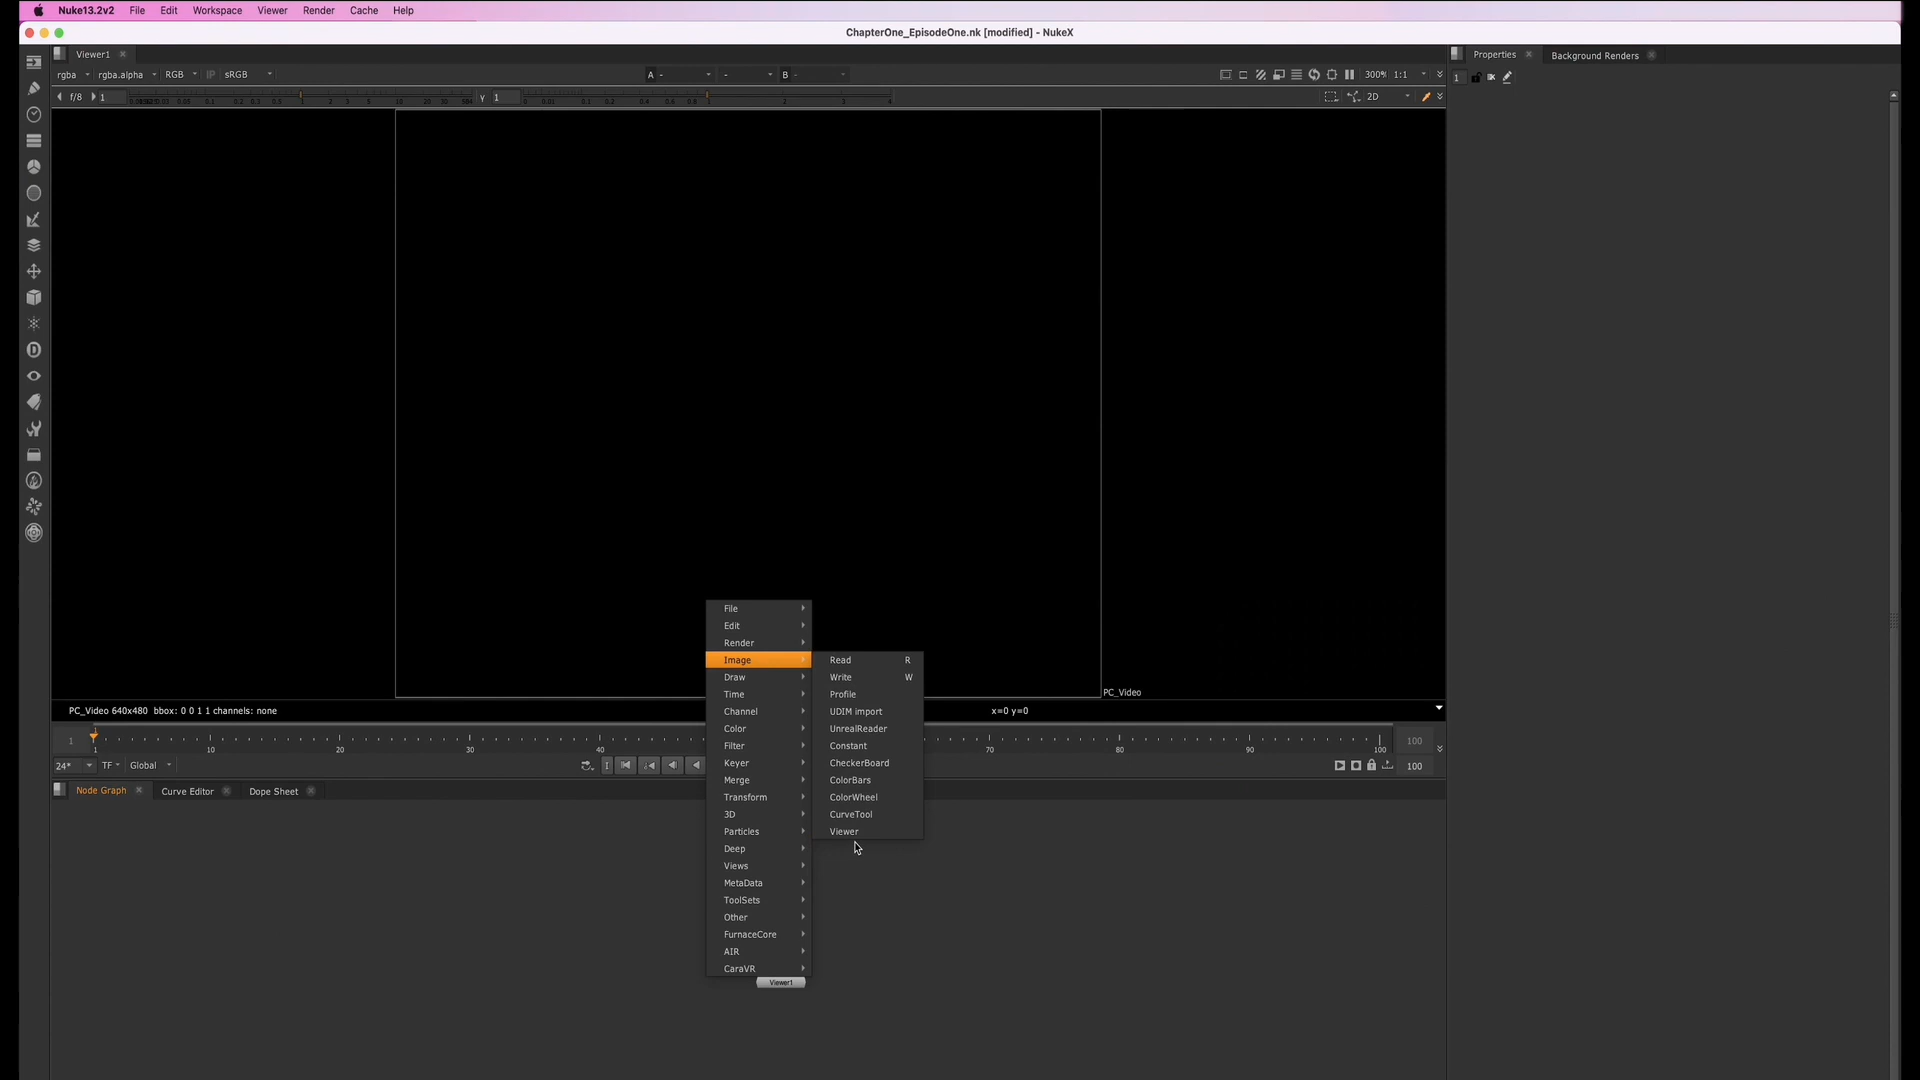 Nuke13.2v2 File Edit Workspace Viewer Render Cache Help
ChapterOne_EpisodeOne.nk [modified] - NukeX
Viewer1
Properties Background Renders
rgba rgba.alpha RGB IP sRGB A - - B - 300% 1:1
1
f/8 1 γ 1 2D
PC_Video
PC_Video 640x480 bbox: 0 0 1 1 channels: none x=0 y=0
1 1 10 20 30 40 70 80 90 100 100
24* TF Global I 100
Node Graph Curve Editor Dope Sheet
File
Edit
Render
Image
Draw
Time
Channel
Color
Filter
Keyer
Merge
Transform
3D
Particles
Deep
Views
MetaData
ToolSets
Other
FurnaceCore
AIR
CaraVR
Read R
Write W
Profile
UDIM import
UnrealReader
Constant
CheckerBoard
ColorBars
ColorWheel
CurveTool
Viewer
Viewer1